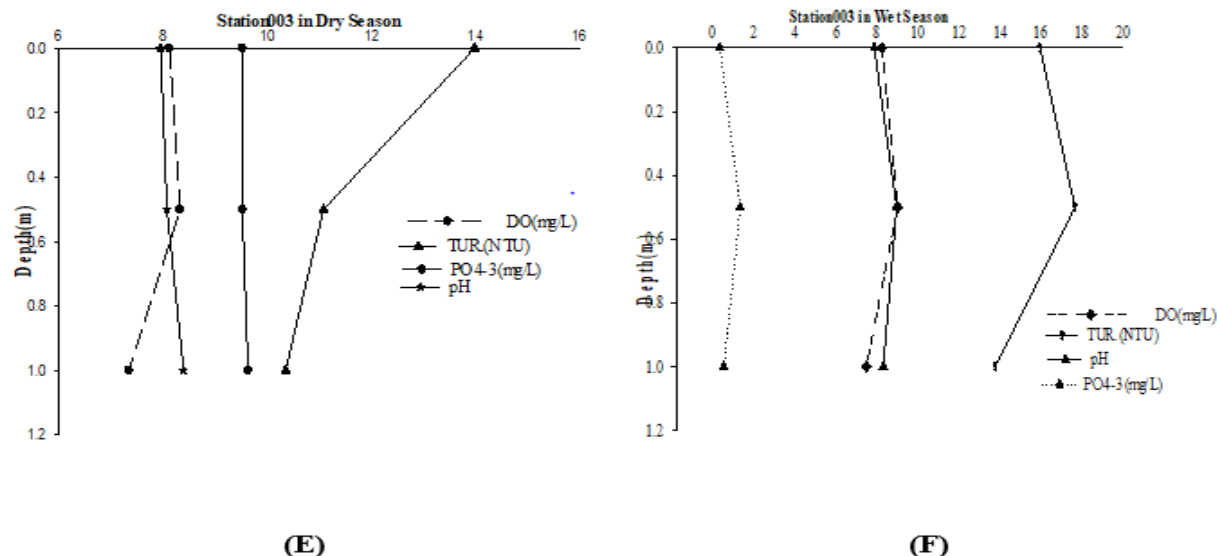 Station003 in Dry Season
6 8 10 12 14 16
0.0
0.2
0.4
0.6
0.8
1.0
1.2
Depth(m)
DO(mg/L)
TUR.(NTU)
PO4-3(mg/L)
pH
(E)
Station003 in Wet Season
0 2 4 6 8 10 12 14 16 18 20
0.0
0.2
0.4
0.6
0.8
1.0
1.2
Depth(m)
DO(mg/L)
TUR.(NTU)
pH
PO4-3(mg/L)
(F)